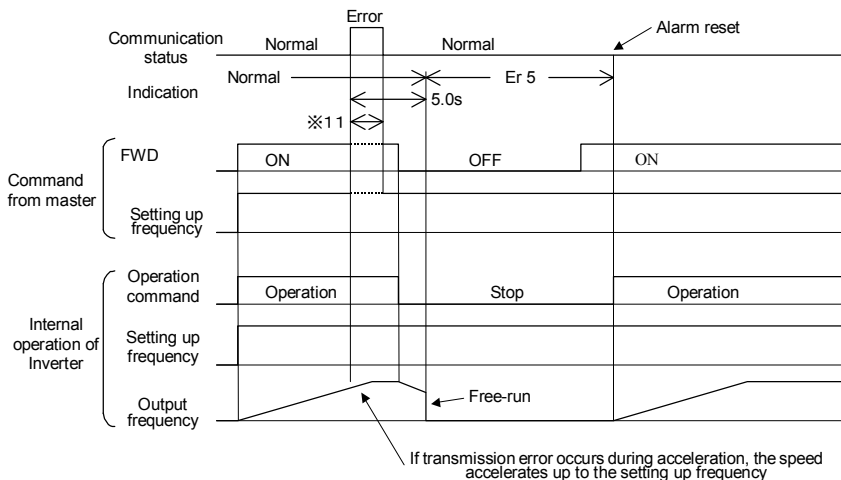 Error
Communication
status
Normal
Normal
Alarm reset
Normal
Er 5
Indication
5.0s
※11
FWD
ON
OFF
ON
Command
from master
Setting up
frequency
Operation
command
Operation
Stop
Operation
Internal
operation of
Inverter
Setting up
frequency
Output
frequency
Free-run
If transmission error occurs during acceleration, the speed
accelerates up to the setting up frequency